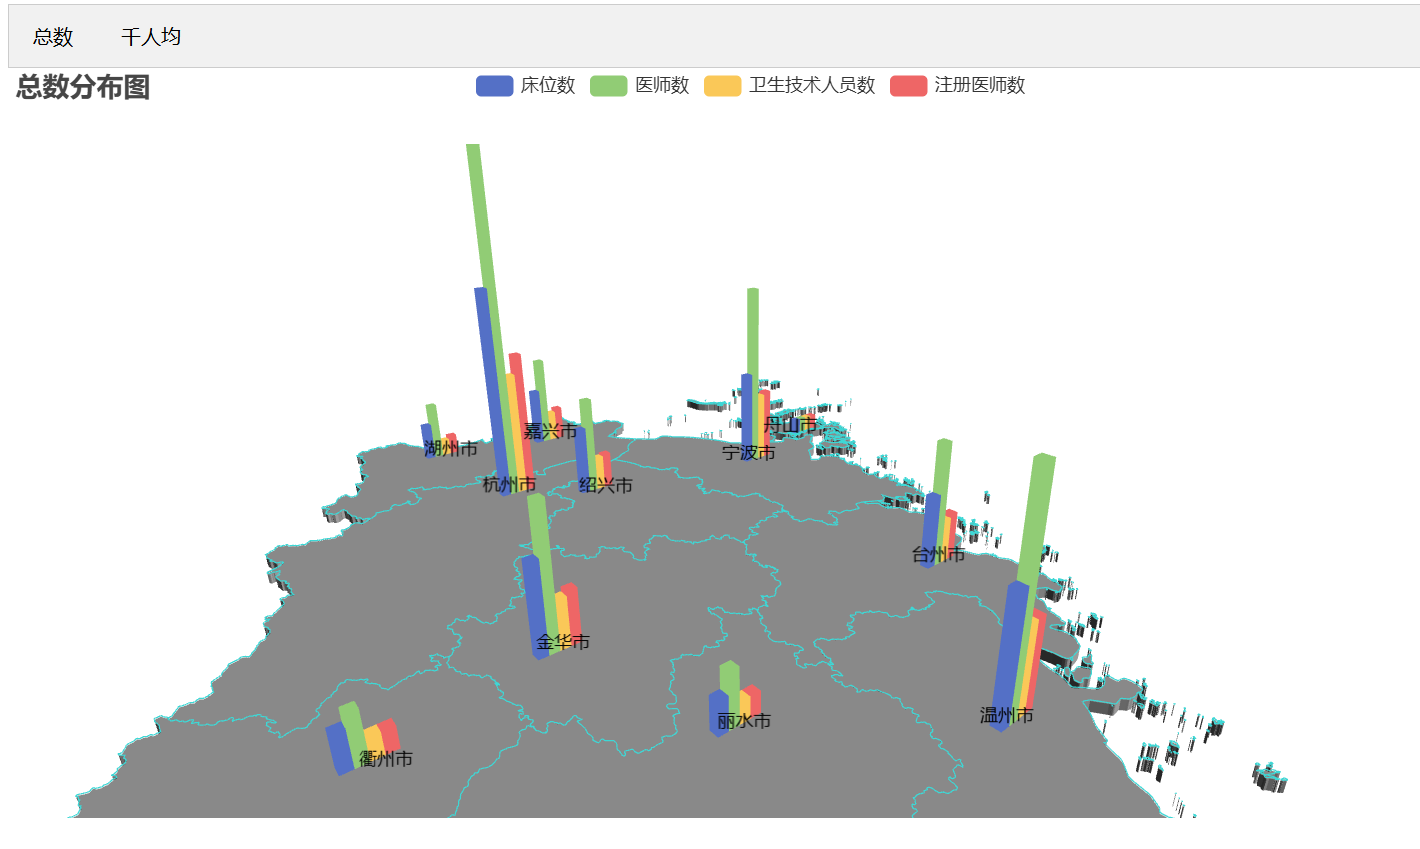 总数 千人均
总数分布图
床位数 医师数 卫生技术人员数 注册医师数
舟山市
嘉兴市
湖州市
宁波市
杭州市
绍兴市
台州市
金华市
温州市
丽水市
衢州市